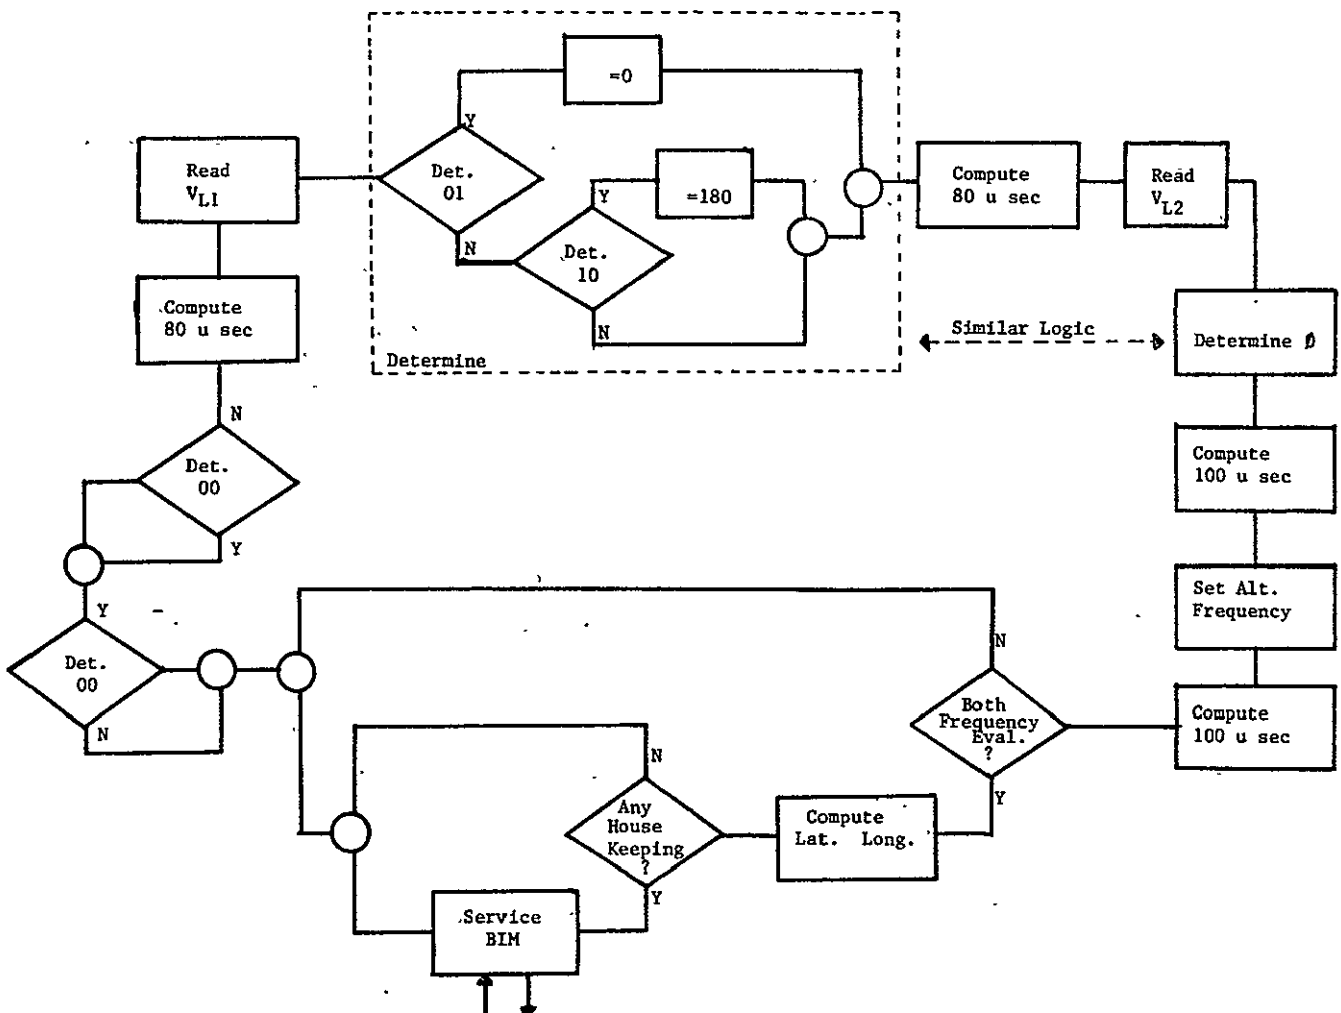 =0
Y
Read
V_L1
Det.
01
=180
Y
N
Det.
10
N
Determine
Compute
80 u sec
Read
V_L2
Similar Logic
Determine Ø
Compute
80 u sec
N
Det.
00
Y
Compute
100 u sec
Set Alt.
Frequency
Y
Det.
00
N
N
Both
Frequency
Eval.
?
Y
Compute
100 u sec
N
Any
House
Keeping
?
Y
Compute
Lat. Long.
Service
BIM